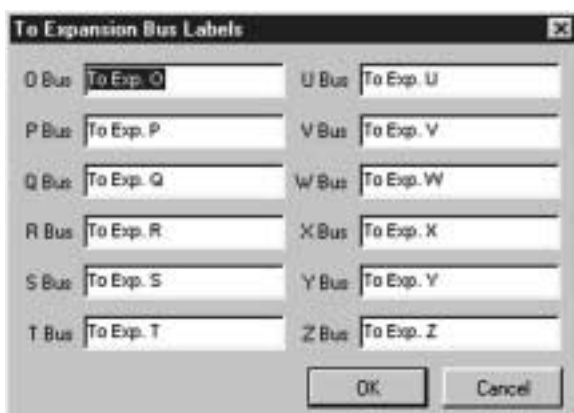 To Expansion Bus Labels
O Bus To Exp. O U Bus To Exp. U
P Bus To Exp. P V Bus To Exp. V
Q Bus To Exp. Q W Bus To Exp. W
R Bus To Exp. R X Bus To Exp. X
S Bus To Exp. S Y Bus To Exp. Y
T Bus To Exp. T Z Bus To Exp. Z
OK Cancel